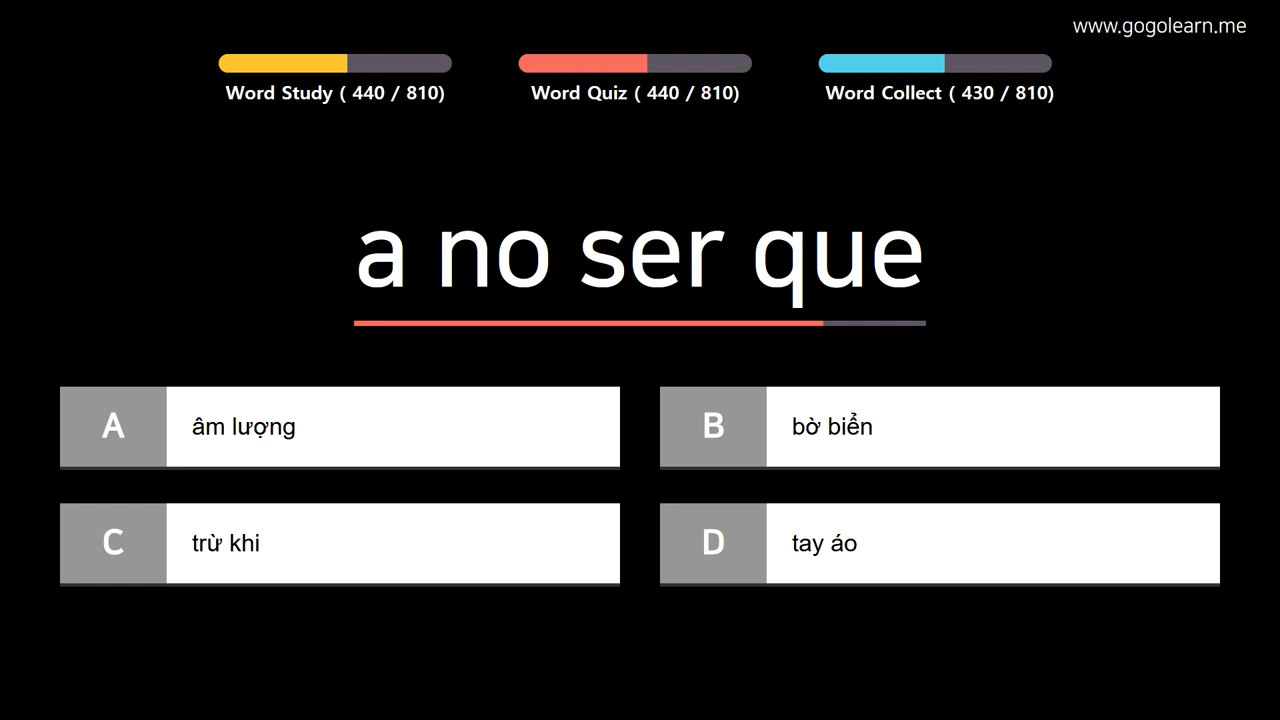 www.gogolearn.me
Word Study ( 440 / 810)
Word Quiz ( 440 / 810)
Word Collect ( 430 / 810)
a no ser que
A âm lượng
B bờ biển
C trừ khi
D tay áo